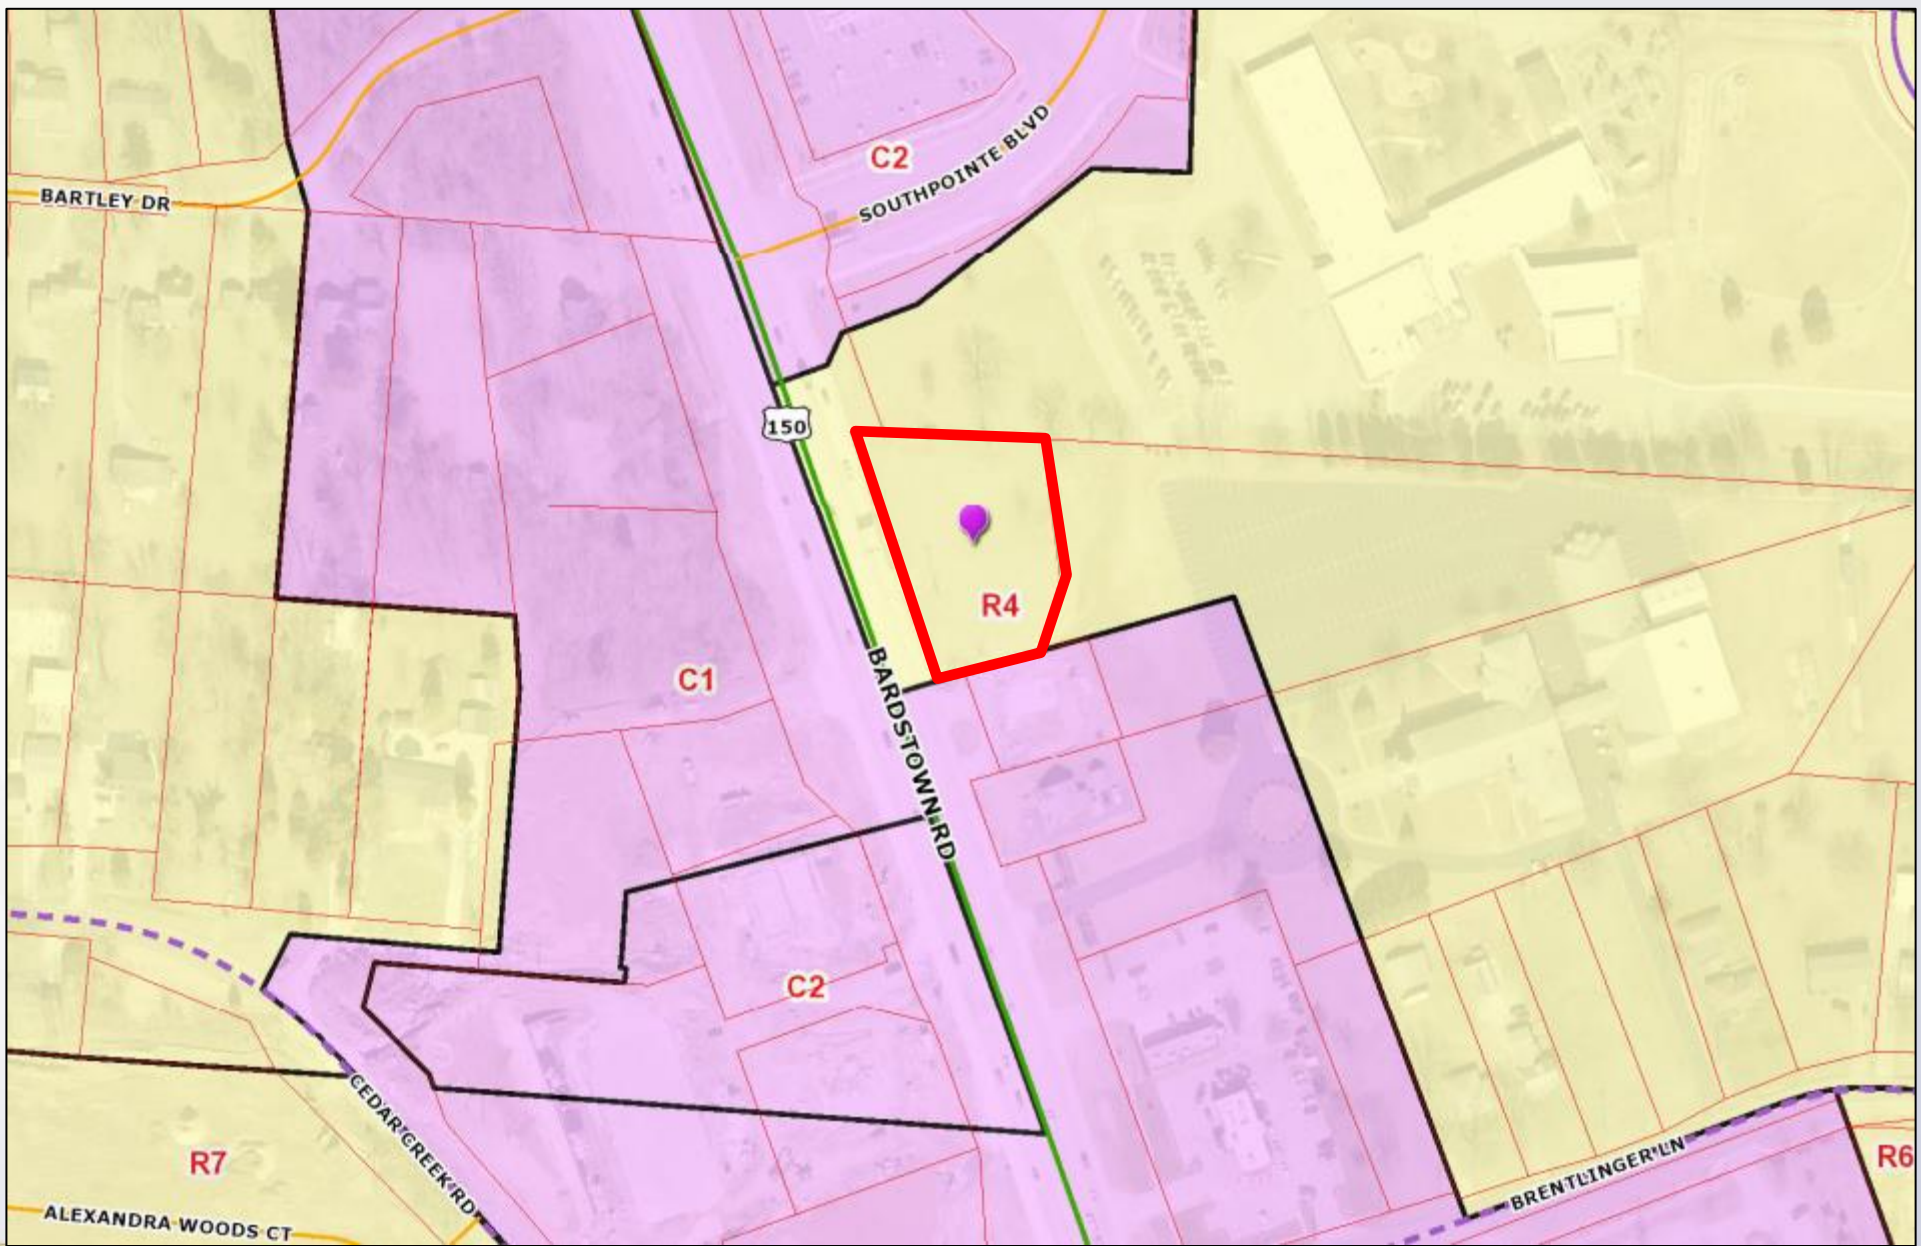 C2
SOUTHPOINTE BLVD
BARTLEY DR
150
R4
C1
BARDSTOWN RD
C2
CEDAR CREEK RD
R7
BRENTLINGER LN
R6
ALEXANDRA WOODS CT